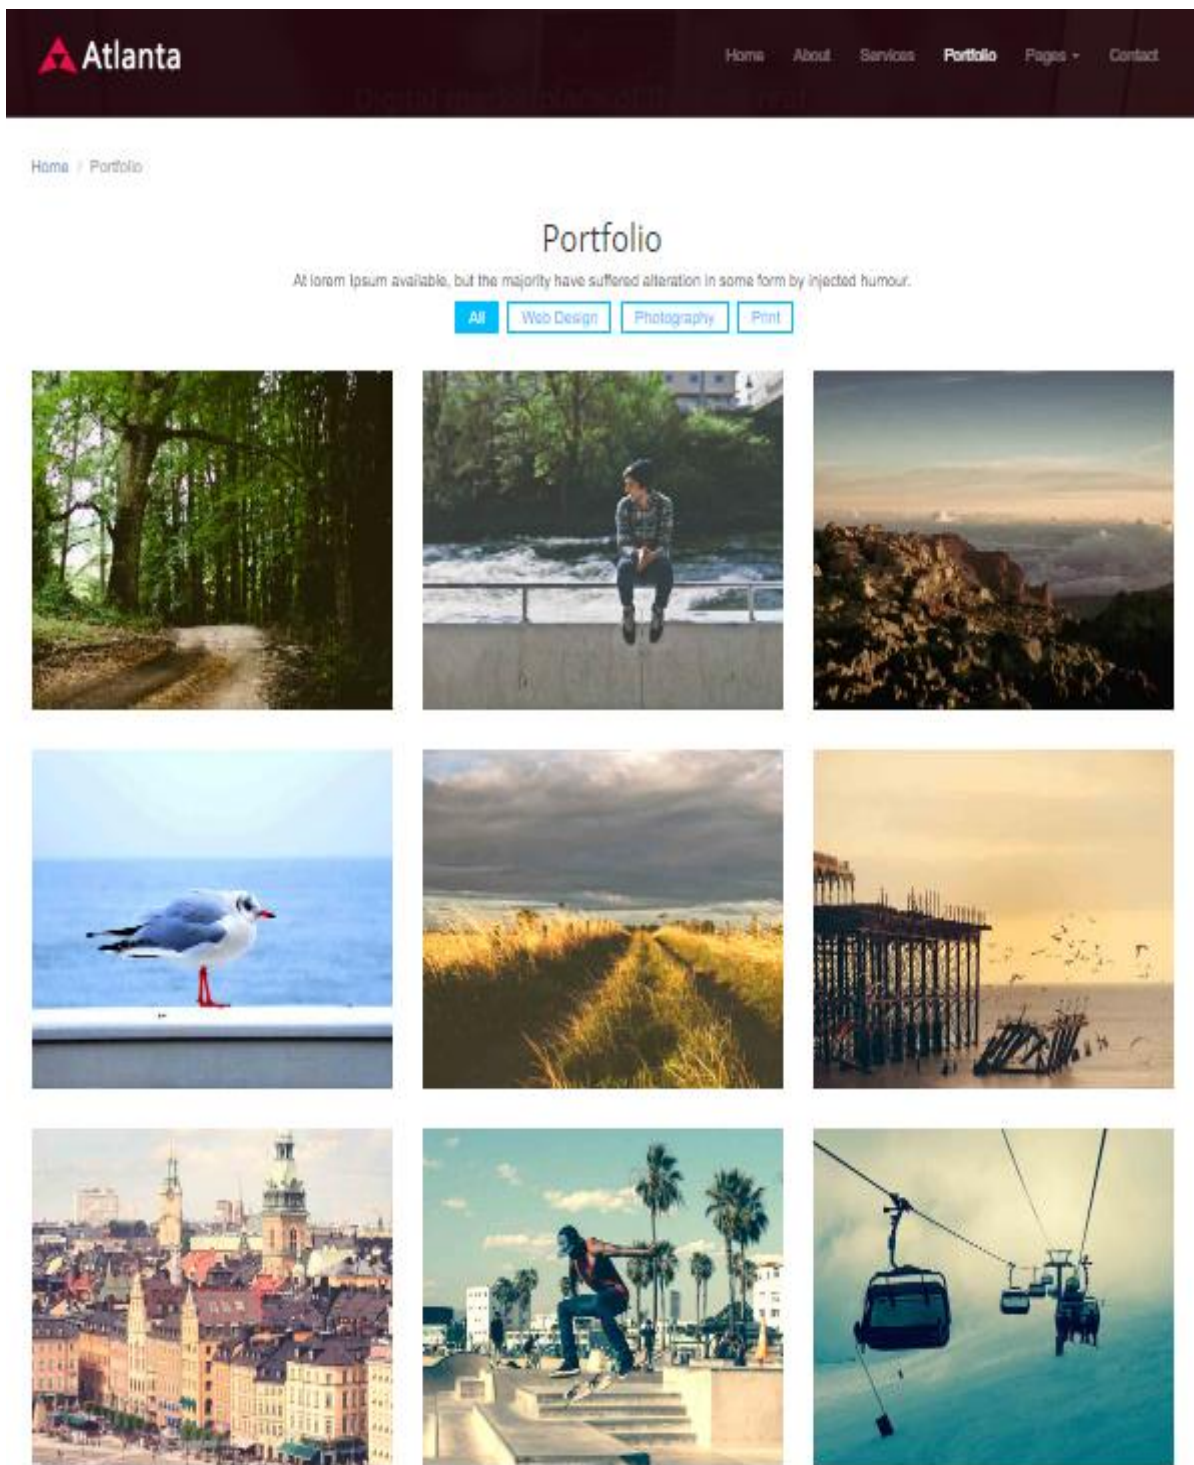 Atlanta
Home About Services Portfolio Pages Contact
Home / Portfolio
Portfolio
At lorem Ipsum available, but the majority have suffered alteration in some form by injected humour.
All Web Design Photography Print